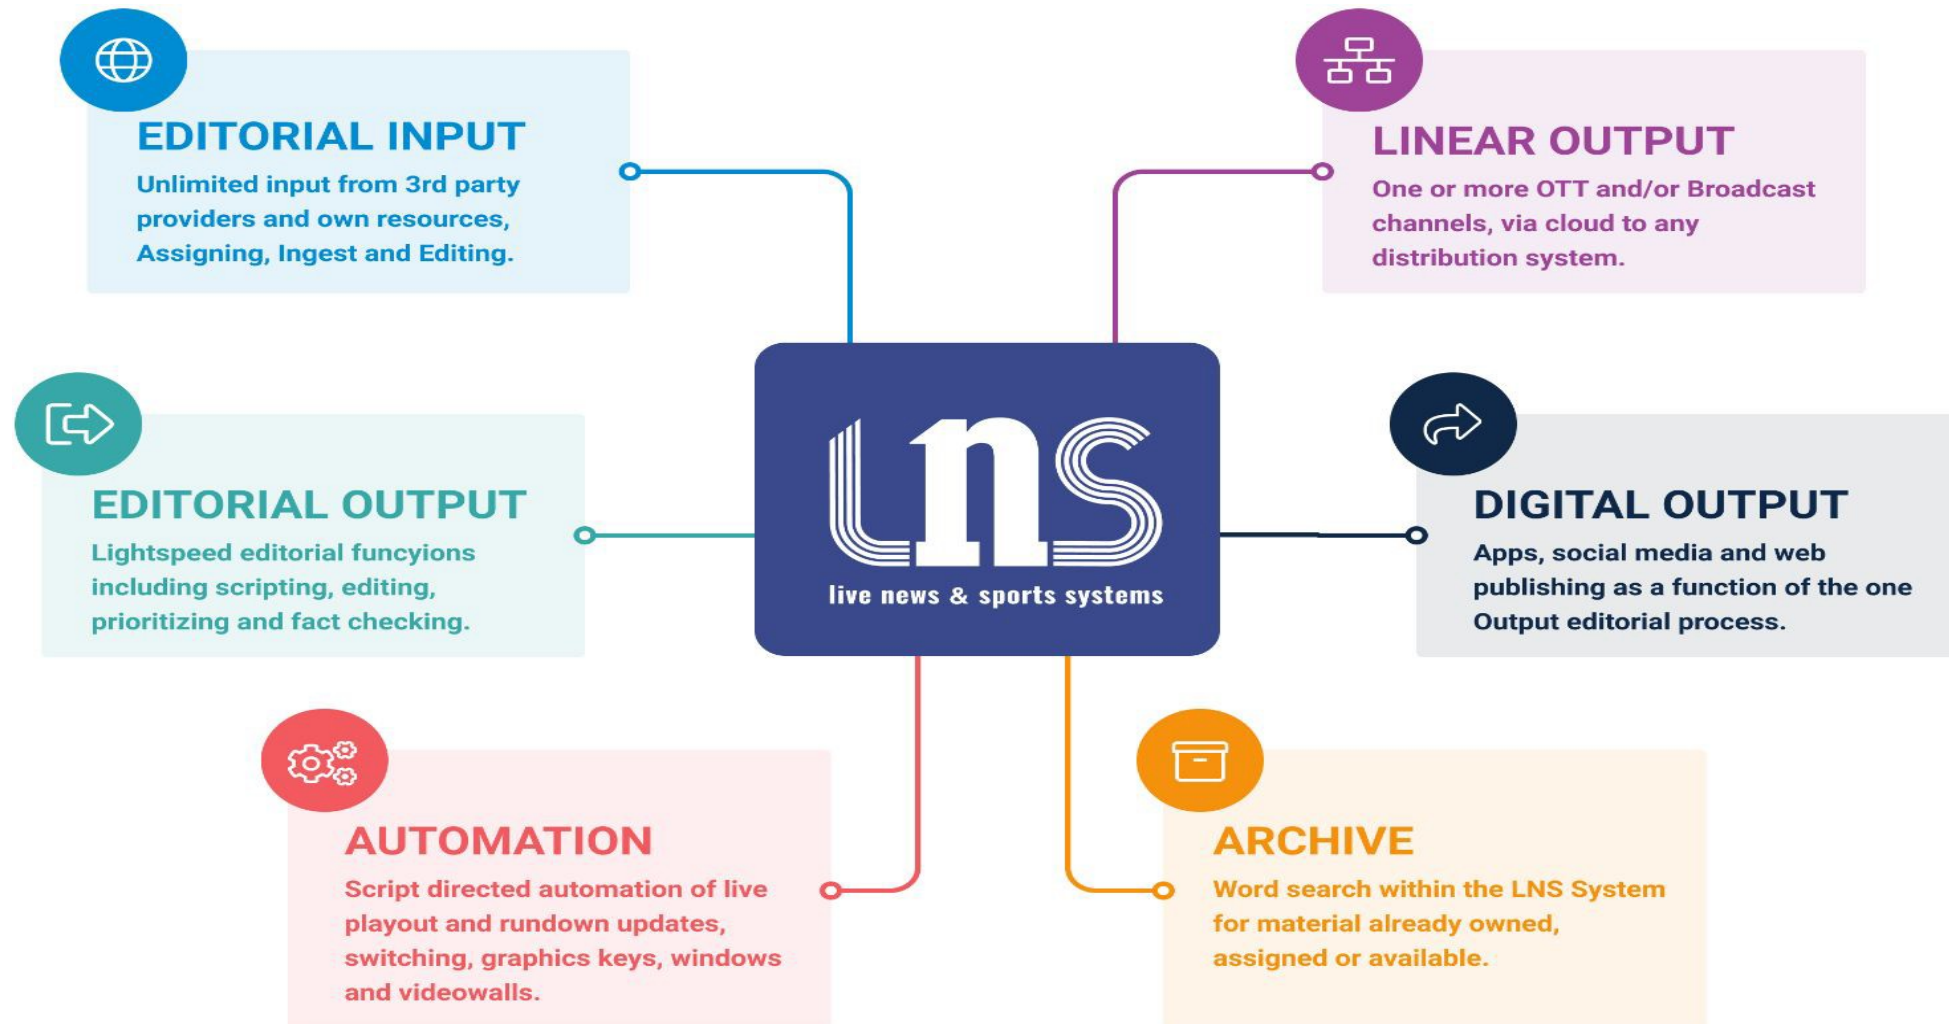 EDITORIAL INPUT
Unlimited input from 3rd party
providers and own resources,
Assigning, Ingest and Editing.
LINEAR OUTPUT
One or more OTT and/or Broadcast
channels, via cloud to any
distribution system.
EDITORIAL OUTPUT
Lightspeed editorial funcyions
including scripting, editing,
prioritizing and fact checking.
lns
live news & sports systems
DIGITAL OUTPUT
Apps, social media and web
publishing as a function of the one
Output editorial process.
AUTOMATION
Script directed automation of live
playout and rundown updates,
switching, graphics keys, windows
and videowalls.
ARCHIVE
Word search within the LNS System
for material already owned,
assigned or available.